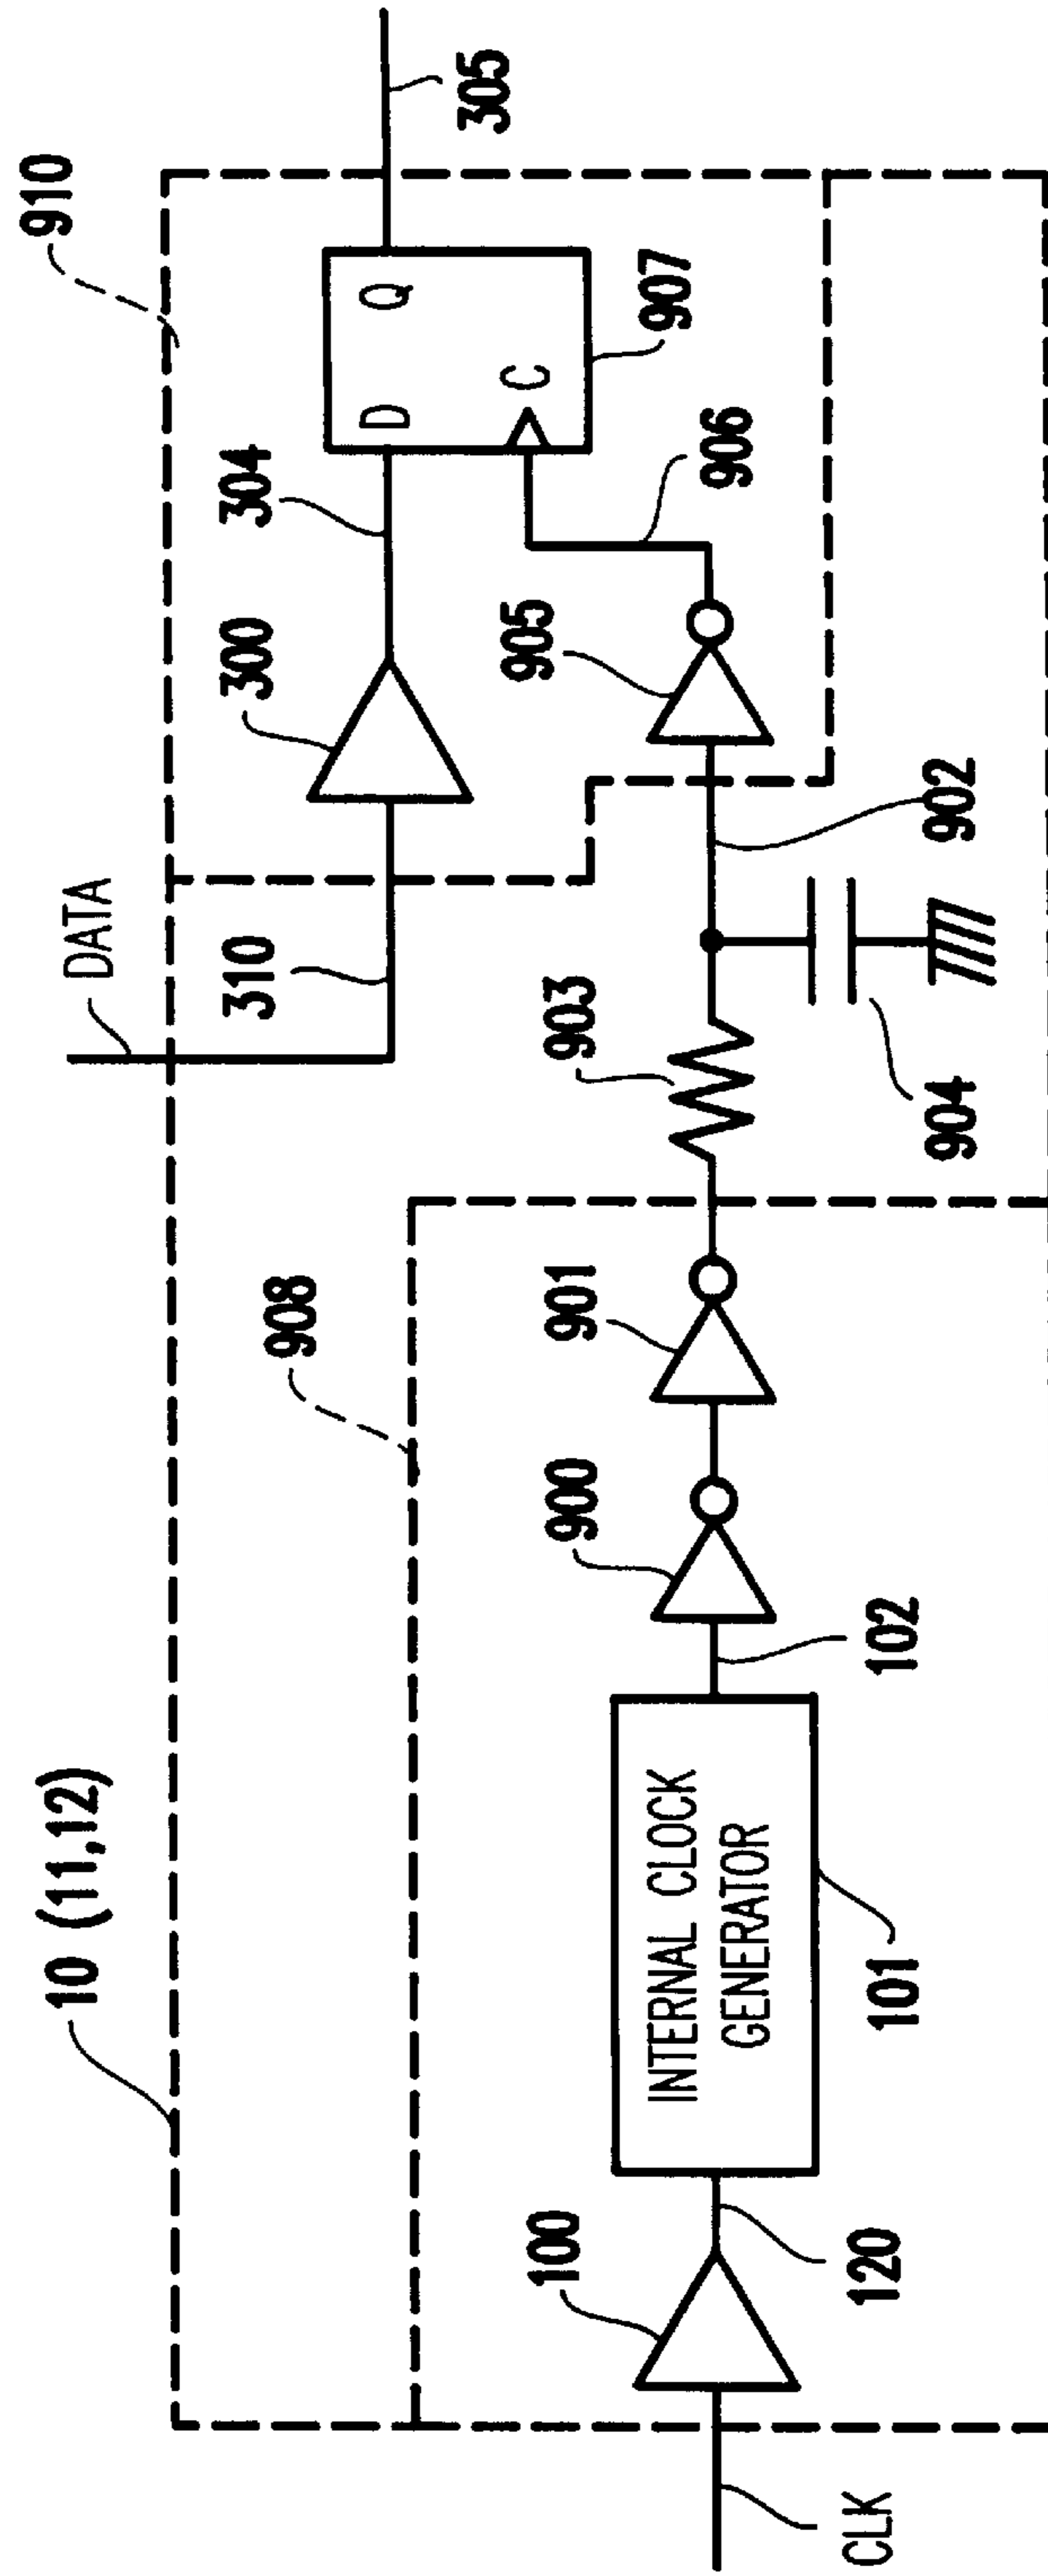 910
305
DATA
310
300
304
D
Q
C
907
10 (11,12)
908
903
905
906
902
904
900
901
100
INTERNAL CLOCK
GENERATOR
102
CLK
120
101